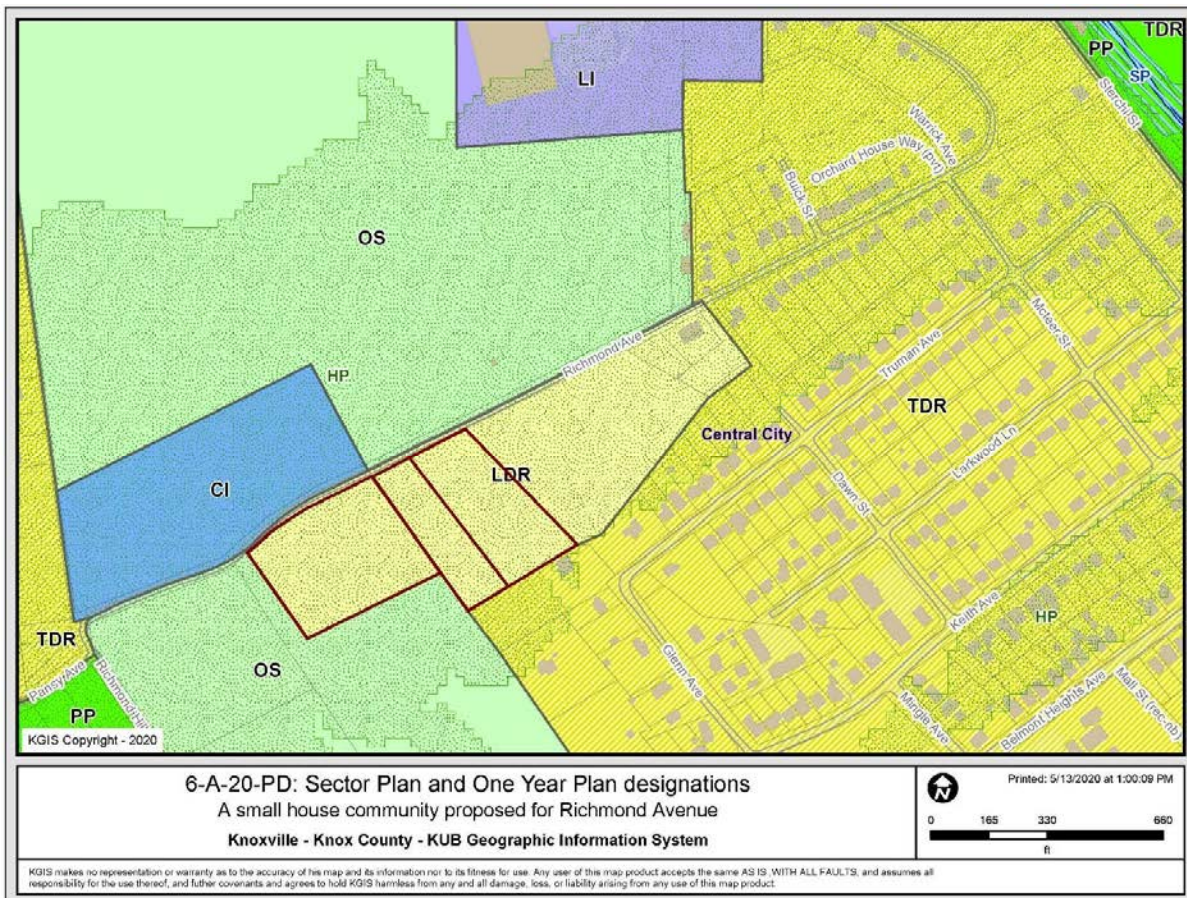 TDR
PP
SP
Sterchi St
LI
Warrick Ave
Orchard House Way (pvt)
Buick St
OS
Richmond Ave
Mcteer St
HP
Truman Ave
TDR
Central City
Larkwood Ln
LDR
CI
Dawn St
Keith Ave
HP
TDR
Glenn Ave
OS
Pansy Ave
Richmond Hill
PP
Mingle Ave
Belmont Heights Ave
Mall St (rec-nb)
KGIS Copyright - 2020
6-A-20-PD: Sector Plan and One Year Plan designations
A small house community proposed for Richmond Avenue
Knoxville - Knox County - KUB Geographic Information System
N
Printed: 5/13/2020 at 1:00:09 PM
0 165 330 660
ft
KGIS makes no representation or warranty as to the accuracy of his map and its information nor to its fitness for use. Any user of this map product accepts the same AS IS ,WITH ALL FAULTS, and assumes all
responsibility for the use thereof, and futher covenants and agrees to hold KGIS harmless from any and all damage, loss, or liability arising from any use of this map product.